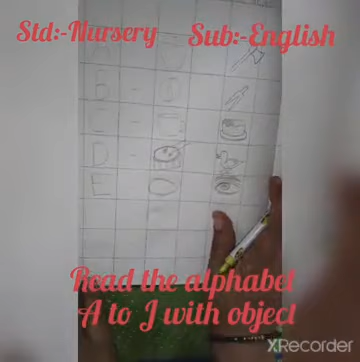 Std:-Nursery Sub:-English
A
B -
C -
D -
E
Read the alphabet
A to J with object
XRecorder